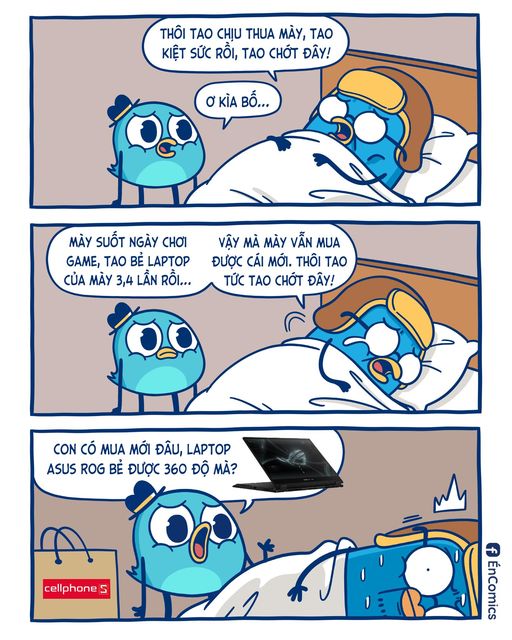 THÔI TAO CHỊU THUA MÀY, TAO
KIỆT SỨC RỒI, TAO CHỚT ĐÂY!
Ơ KÌA BỐ...
MÀY SUỐT NGÀY CHƠI
GAME, TAO BẺ LAPTOP
CỦA MÀY 3,4 LẦN RỒI...
VẬY MÀ MÀY VẪN MUA
ĐƯỢC CÁI MỚI. THÔI TAO
TỨC TAO CHỚT ĐÂY!
CON CÓ MUA MỚI ĐÂU, LAPTOP
ASUS ROG BẺ ĐƯỢC 360 ĐỘ MÀ?
cellphoneS
ÉnComics